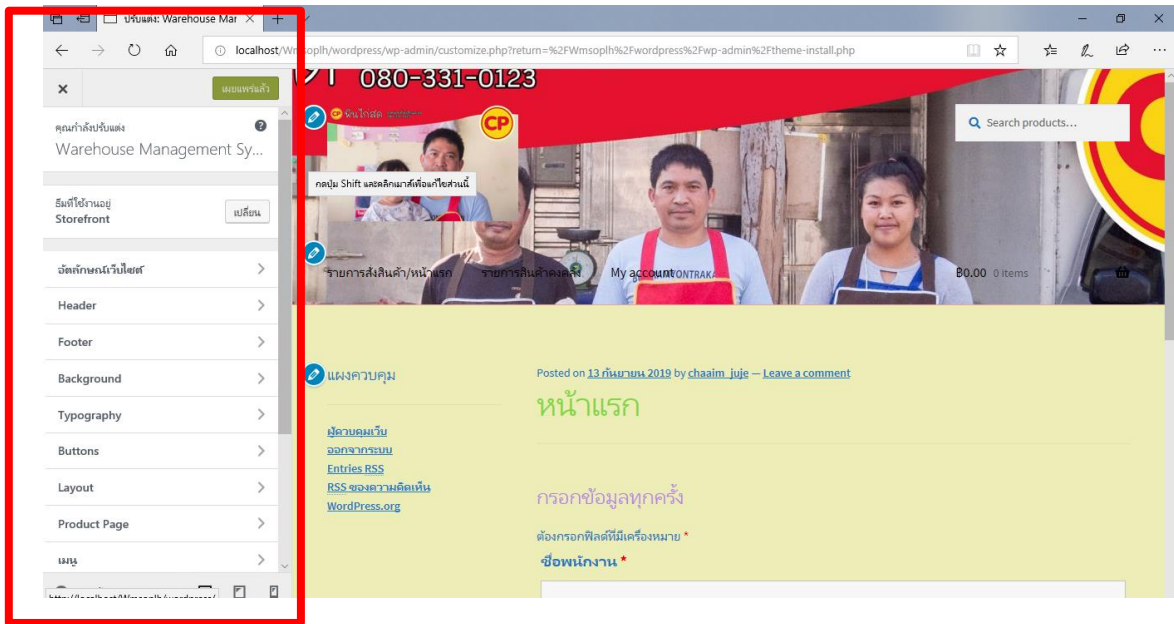 ปรับแต่ง: Warehouse Mar
localhost/Wmsoplh/wordpress/wp-admin/customize.php?return=%2FWmsoplh%2Fwordpress%2Fwp-admin%2Ftheme-install.php
เผยแพร่แล้ว
คุณกำลังปรับแต่ง
Warehouse Management Sy...
ธีมที่ใช้งานอยู่
Storefront
เปลี่ยน
อัตลักษณ์เว็บไซต์
Header
Footer
Background
Typography
Buttons
Layout
Product Page
เมนู
080-331-0123
CP
Search products...
กดปุ่ม Shift และคลิกเมาส์เพื่อแก้ไขส่วนนี้
รายการส่งสินค้า/หน้าแรก
รายการสินค้าคงคลัง
My account
฿0.00 0 items
แผงควบคุม
ผู้ควบคุมเว็บ
ออกจากระบบ
Entries RSS
RSS ของความคิดเห็น
WordPress.org
Posted on 13 กันยายน 2019 by chaaim_juje — Leave a comment
หน้าแรก
กรอกข้อมูลทุกครั้ง
ต้องกรอกฟิลด์ที่มีเครื่องหมาย *
ชื่อพนักงาน *